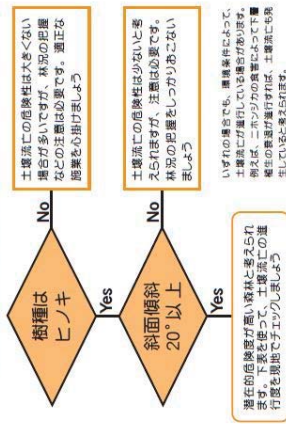 樹種は
ヒノキ
No
土壌流亡の危険性は大きくない
場合が多いですが、林況の把握
などの注意は必要です。適正な
施業を心掛けましょう
Yes
斜面傾斜
20°以上
No
土壌流亡の危険性は少ないと考
えられますが、注意は必要です。
林況の把握をしっかりおこない
ましょう
Yes
潜在的危険度が高い森林と考えられ
ます。下表を使って、土壌流亡の進
行度を現地でチェックしましょう
いずれの場合でも、環境条件によって、
土壌流亡が進行している場合があります。
例えば、ニホンジカの食害によって下層
植生の衰退が進行すれば、土壌流亡も発
生していると考えられます。